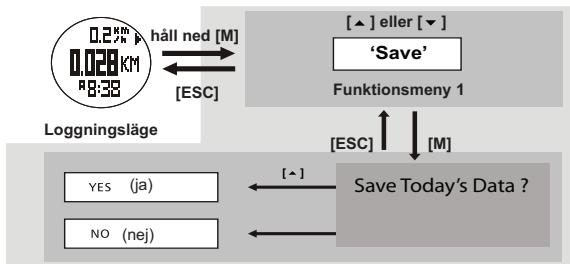 0.2 KM/H
håll ned [M]
0.028 KM
[ESC]
A8:38
Loggningsläge
[▲] eller [▼]
‘Save’
Funktionsmeny 1
[ESC] [M]
YES (ja)
[▲]
Save Today's Data ?
NO (nej)